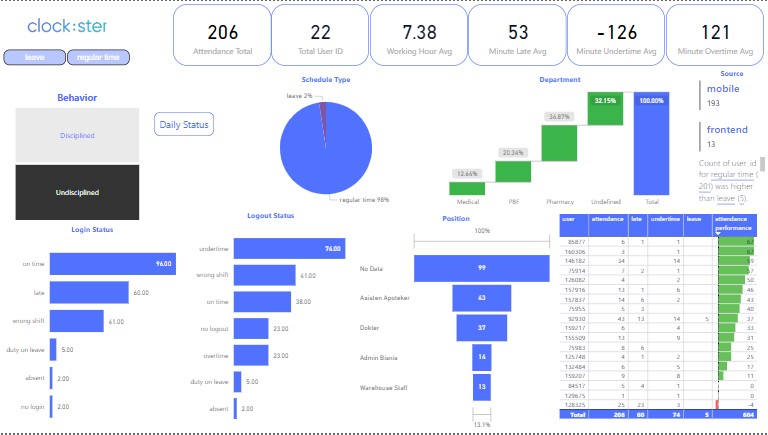 clock:ster
leave
regular time
206
Attendance Total
22
Total User ID
7.38
Working Hour Avg
53
Minute Late Avg
-126
Minute Undertime Avg
121
Minute Overtime Avg
Behavior
Disciplined
Undisciplined
Daily Status
Schedule Type
leave 2%
regular time 98%
Department
12.66%
20.36%
36.87%
32.15%
100.00%
Medical
PBF
Pharmacy
Undefined
Total
Source
mobile
193
frontend
13
Count of user_id
for regular time (
201) was higher
than leave (5).
Login Status
on time 96.00
late 60.00
wrong shift 41.00
duty on leave 5.00
absent 2.00
no login 2.00
Logout Status
undertime 74.00
wrong shift 41.00
on time 38.00
no logout 23.00
overtime 23.00
duty on leave 5.00
absent 2.00
Position
100%
No Data 99
Asisten Apoteker 43
Dokter 37
Admin Bisnis 14
Warehouse Staff 13
13.1%
user attendance late undertime leave attendance
performance
85877 6 1 1 67
160306 3 1
146182 34 14
75914 7 2 1 57
126082 4 2 50
157916 13 1 6 46
157837 14 6 2 43
75955 5 3 40
92930 43 13 14 5 37
159217 6 4 33
155509 13 9 31
75983 8 6 25
125748 4 1 2 25
132484 6 5 17
159207 9 8 11
84517 5 4 1 0
129675 1 1 0
128325 25 23 3 -4
Total 206 60 74 5 604